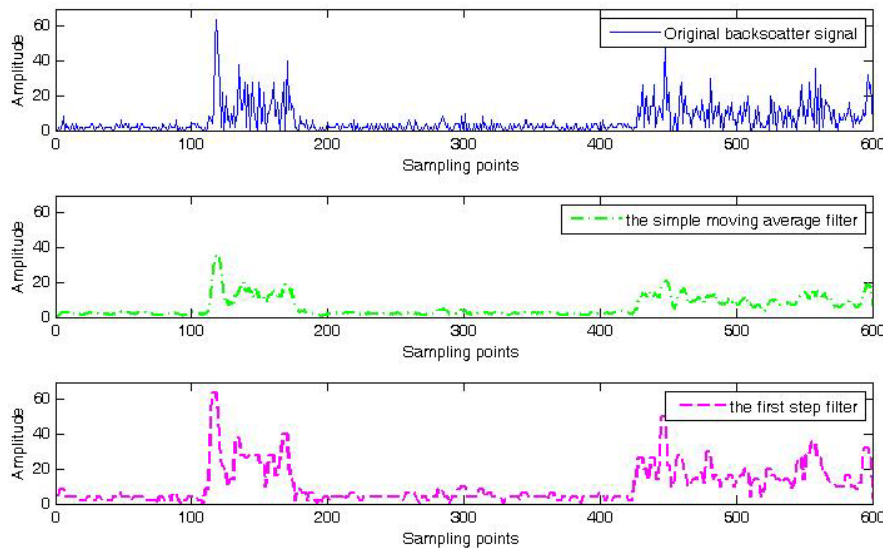 Amplitude
60
40
20
0
Original backscatter signal
0 100 200 300 400 500 600
Sampling points
Amplitude
60
40
20
0
the simple moving average filter
0 100 200 300 400 500 600
Sampling points
Amplitude
60
40
20
0
the first step filter
0 100 200 300 400 500 600
Sampling points